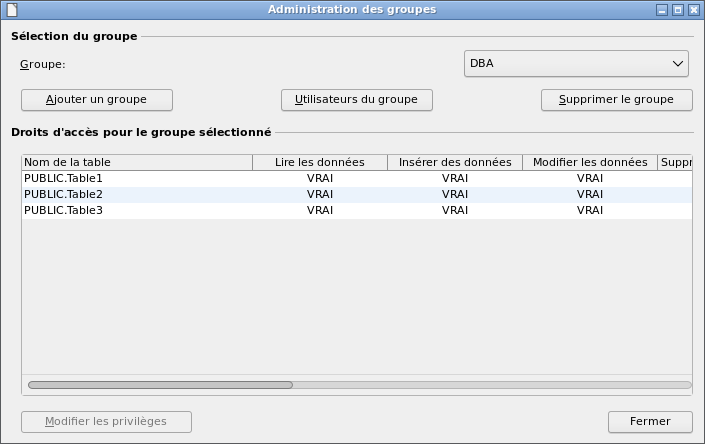 Administration des groupes
Sélection du groupe
Groupe: DBA
Ajouter un groupe Utilisateurs du groupe Supprimer le groupe
Droits d'accès pour le groupe sélectionné
Nom de la table Lire les données Insérer des données Modifier les données Suppr
PUBLIC.Table1 VRAI VRAI VRAI
PUBLIC.Table2 VRAI VRAI VRAI
PUBLIC.Table3 VRAI VRAI VRAI
Modifier les privilèges Fermer